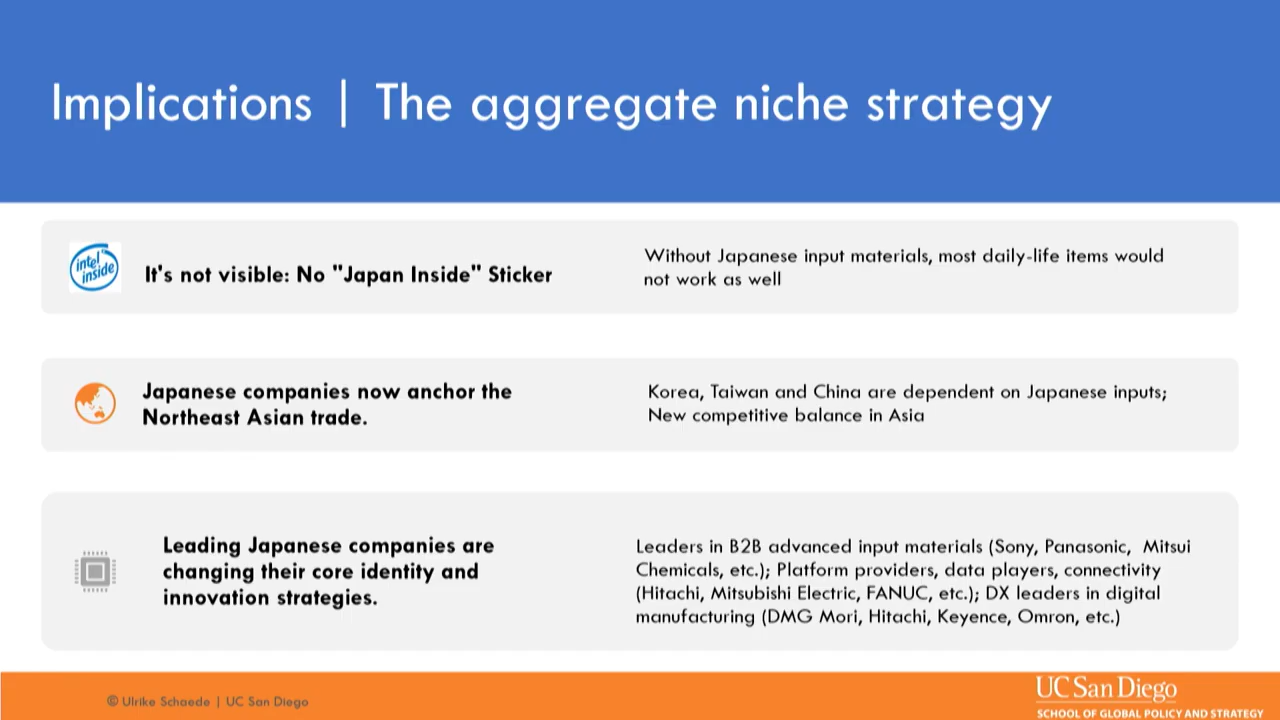 Implications | The aggregate niche strategy
intel
inside
It's not visible: No "Japan Inside" Sticker
Without Japanese input materials, most daily-life items would
not work as well
Japanese companies now anchor the
Northeast Asian trade.
Korea, Taiwan and China are dependent on Japanese inputs;
New competitive balance in Asia
Leading Japanese companies are
changing their core identity and
innovation strategies.
Leaders in B2B advanced input materials (Sony, Panasonic, Mitsui
Chemicals, etc.); Platform providers, data players, connectivity
(Hitachi, Mitsubishi Electric, FANUC, etc.); DX leaders in digital
manufacturing (DMG Mori, Hitachi, Keyence, Omron, etc.)
© Ulrike Schaede | UC San Diego
UC San Diego
SCHOOL OF GLOBAL POLICY AND STRATEGY